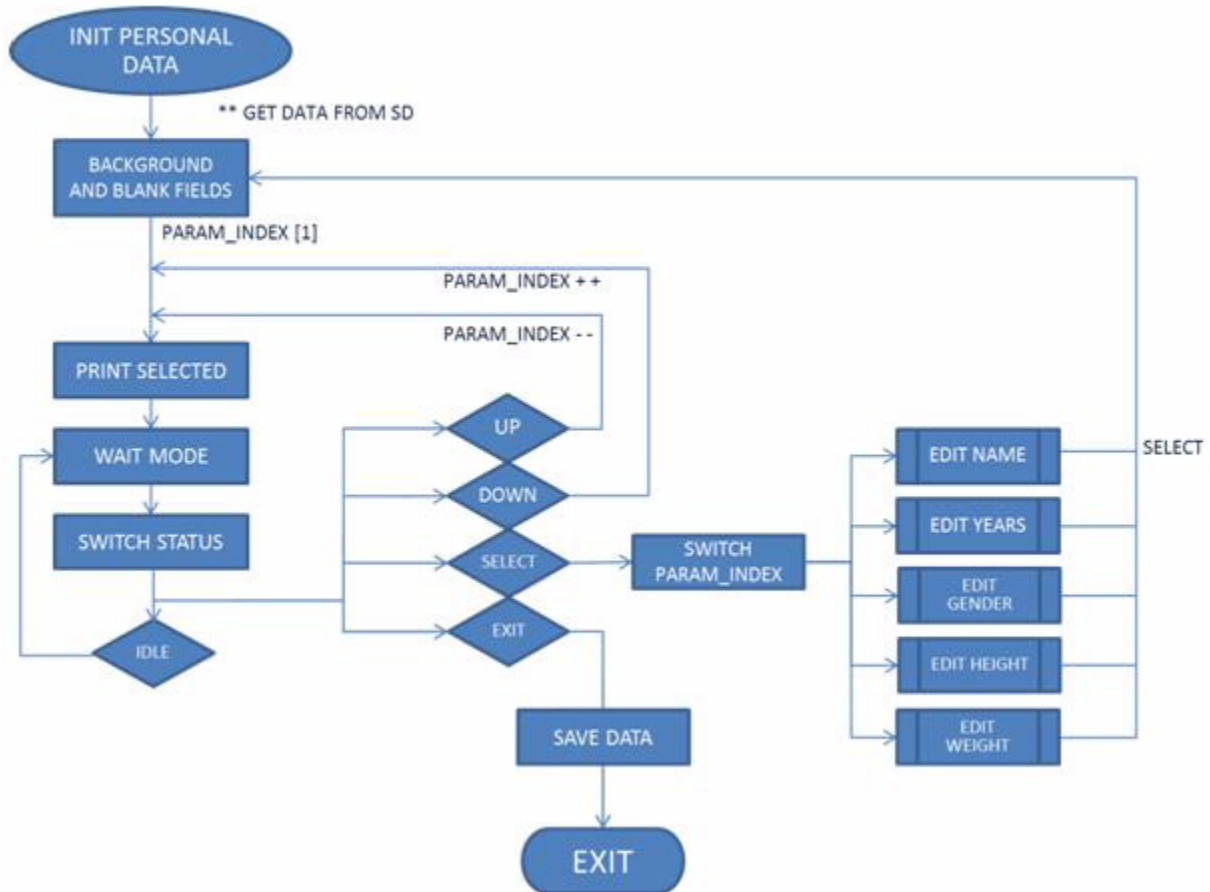 INIT PERSONAL
DATA
** GET DATA FROM SD
BACKGROUND
AND BLANK FIELDS
PARAM_INDEX [1]
PARAM_INDEX + +
PARAM_INDEX - -
PRINT SELECTED
UP
WAIT MODE
EDIT NAME
SELECT
DOWN
SWITCH STATUS
EDIT YEARS
SELECT
SWITCH
PARAM_INDEX
EDIT
GENDER
EXIT
IDLE
EDIT HEIGHT
SAVE DATA
EDIT
WEIGHT
EXIT